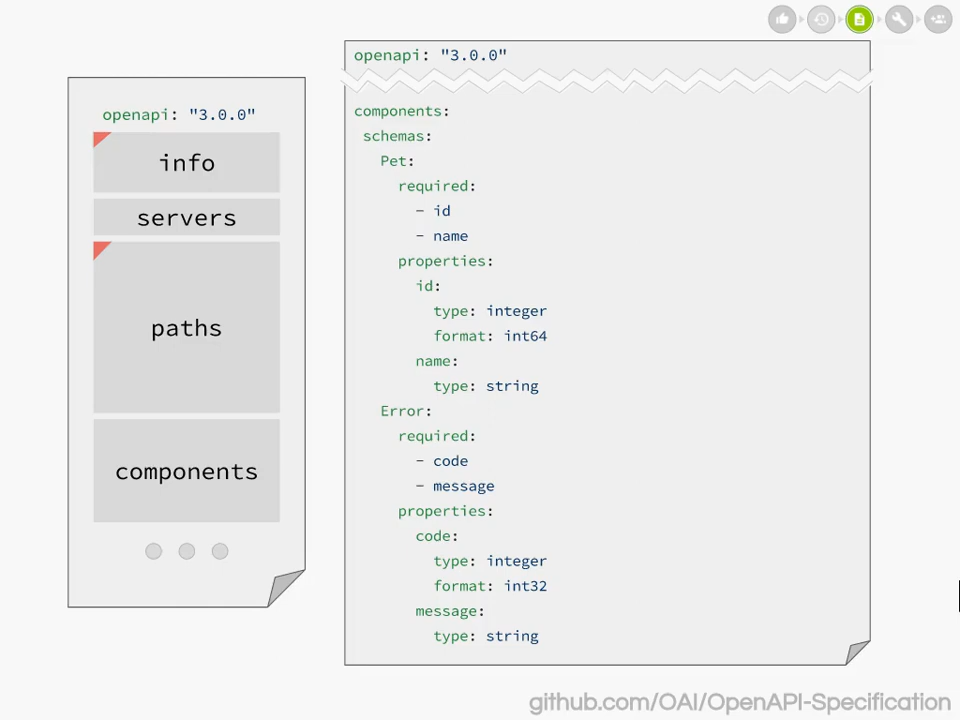 openapi: "3.0.0"
info
servers
paths
components
openapi: "3.0.0"
components:
schemas:
Pet:
required:
- id
- name
properties:
id:
type: integer
format: int64
name:
type: string
Error:
required:
- code
- message
properties:
code:
type: integer
format: int32
message:
type: string
github.com/OAI/OpenAPI-Specification